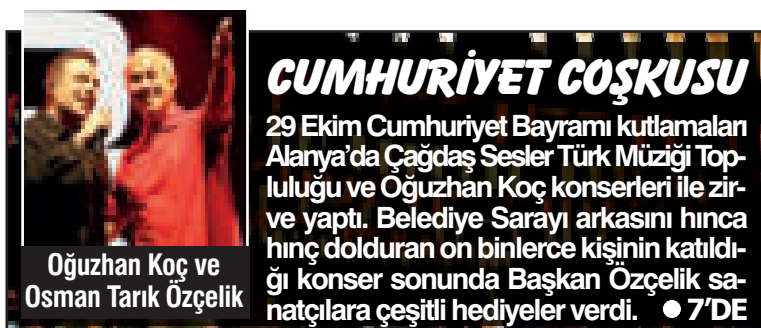 CUMHURİYET COŞKUSU
29 Ekim Cumhuriyet Bayramı kutlamaları
Alanya’da Çağdaş Sesler Türk Müziği Top-
luluğu ve Oğuzhan Koç konserleri ile zir-
ve yaptı. Belediye Sarayı arkasını hınca
hınç dolduran on binlerce kişinin katıldı-
ğı konser sonunda Başkan Özçelik sa-
natçılara çeşitli hediyeler verdi. ● 7’DE
Oğuzhan Koç ve
Osman Tarık Özçelik